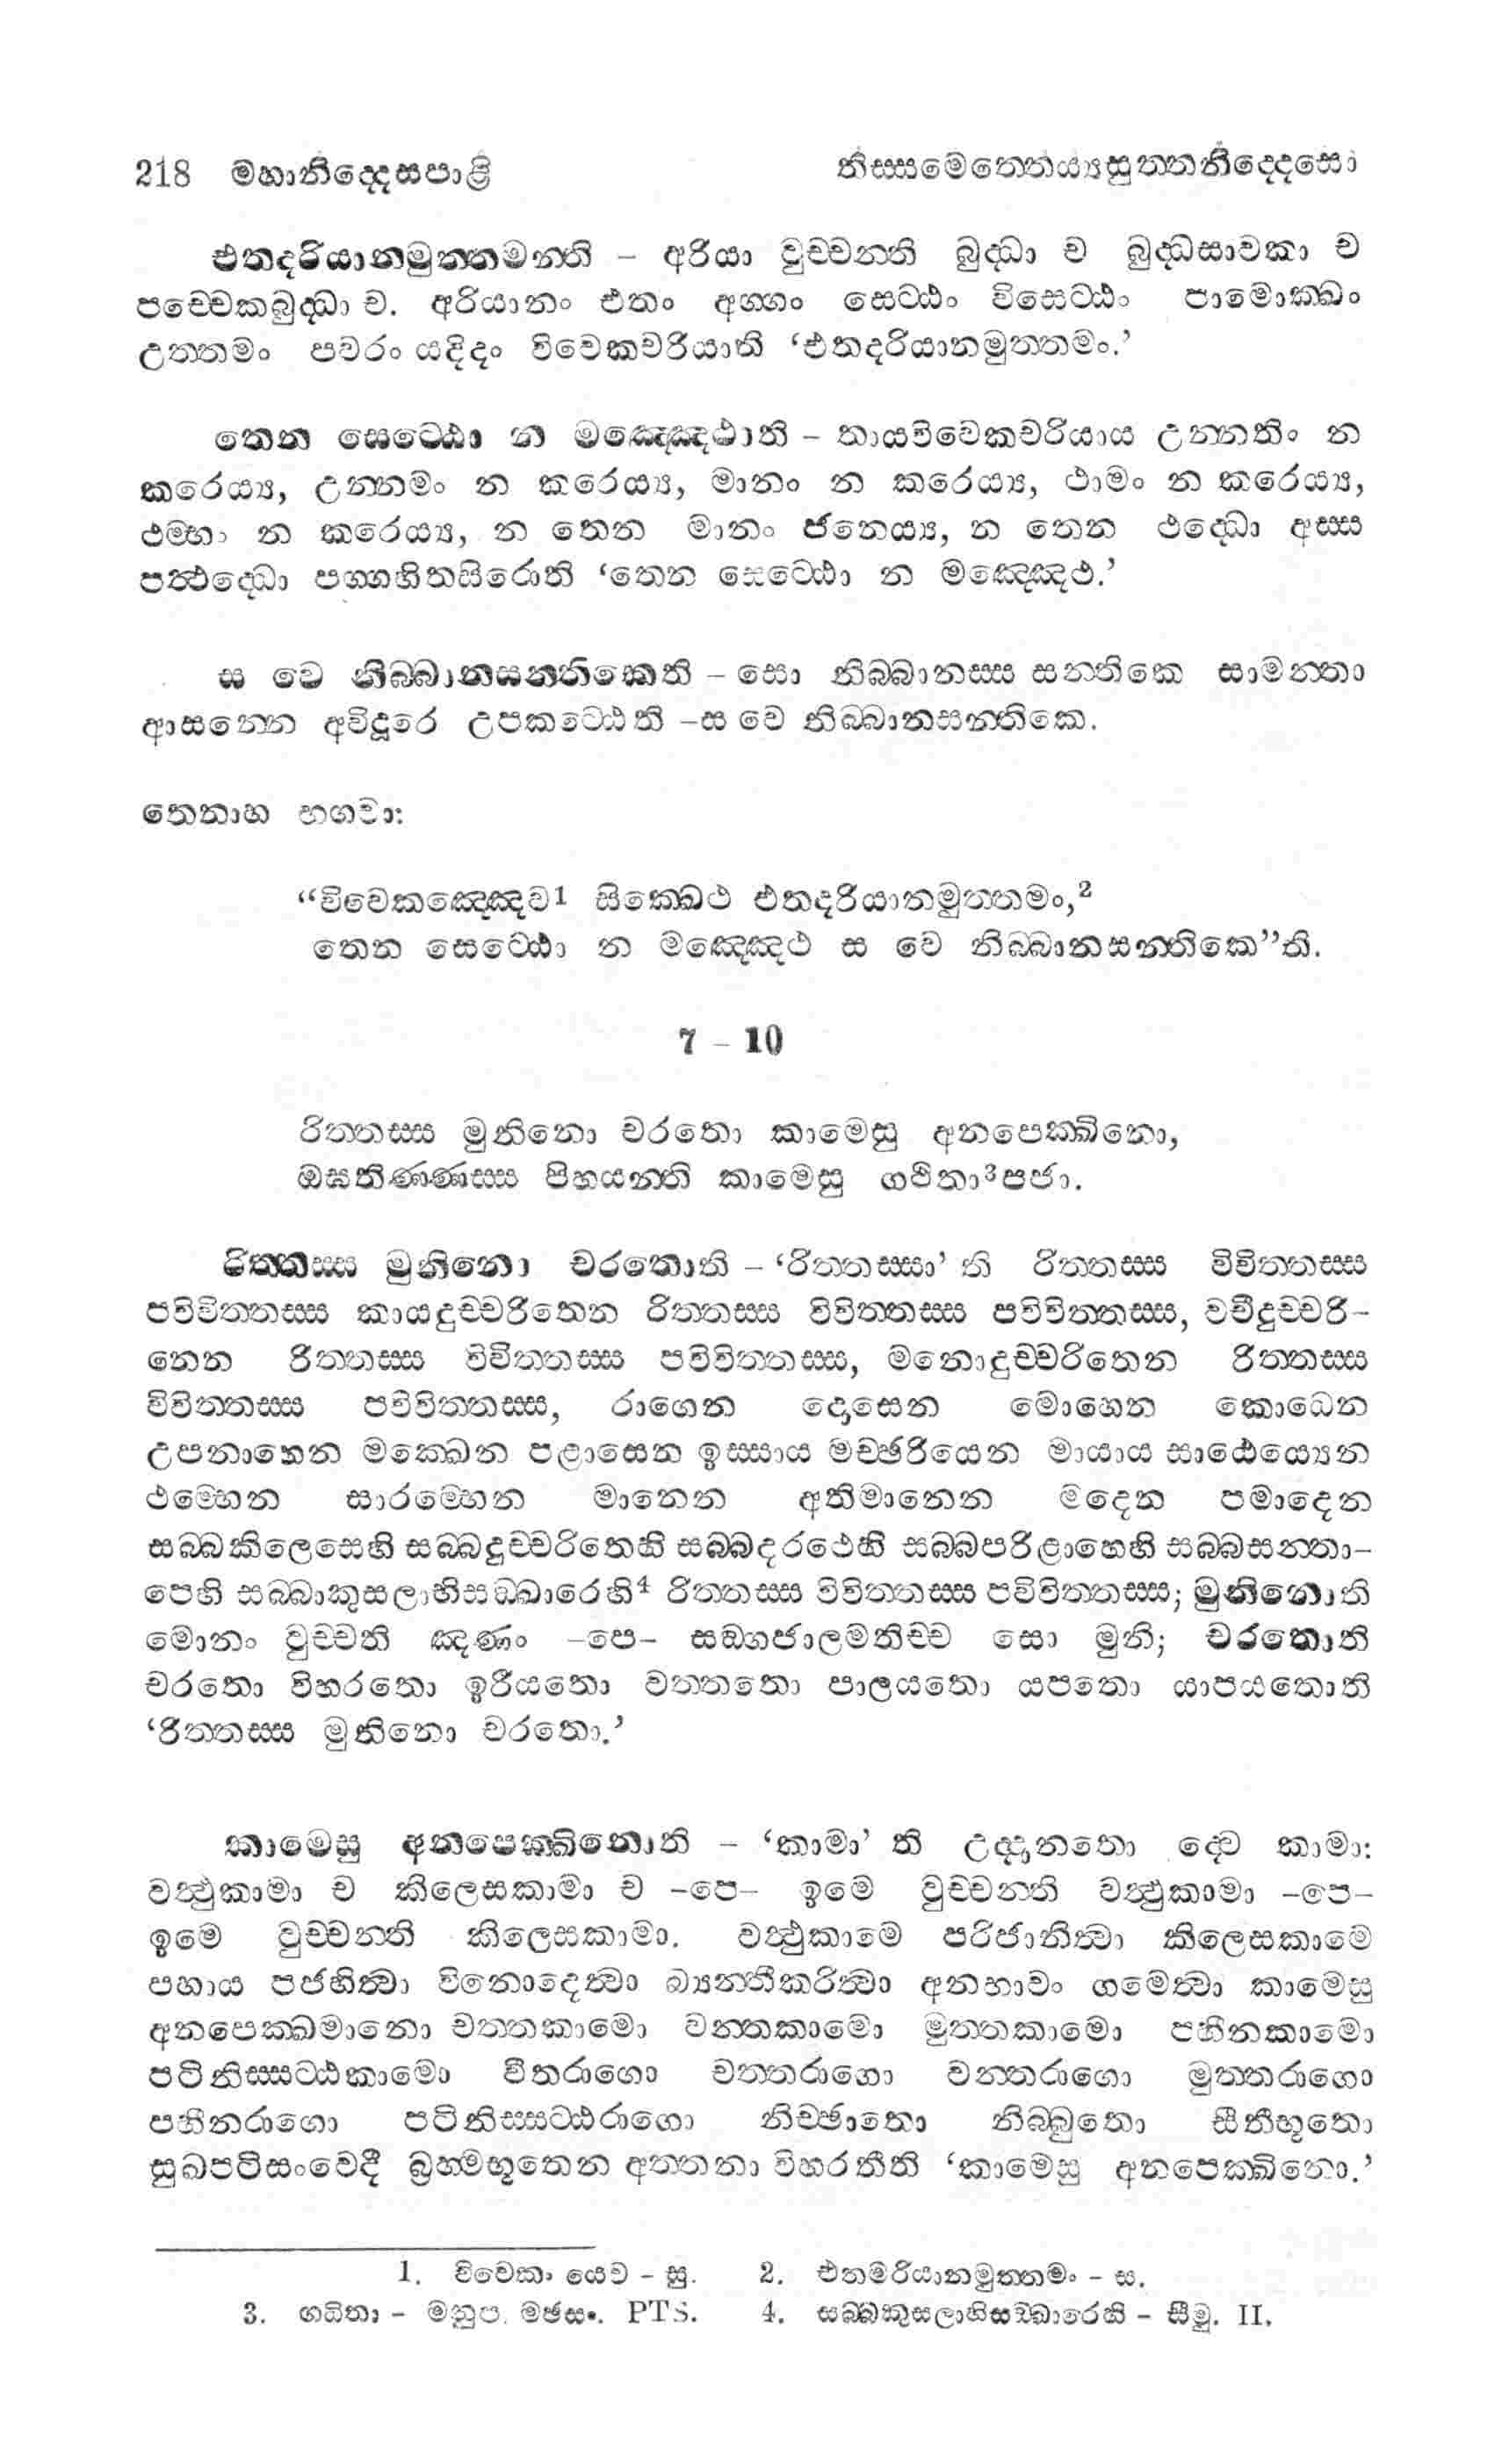 218 මහානිද්දෙසපාළි තිස්සමෙත්තෙය්‍යසුත්තනිද්දෙසො
එතදරියානමුත්තමන්ති – අරියා වුච්චන්ති බුද්ධා ච බුද්ධසාවකා ච
පච්චෙකබුද්ධා ච. අරියානං එතං අග්ගං සෙට්ඨං විසෙට්ඨං පාමොක්ඛං
උත්තමං පවරං යදිදං විවෙකචරියාති ‘එතදරියානමුත්තමං.’
තෙන සෙට්ඨො න මඤ්ඤෙථාති – තායවිවෙකචරියාය උන්නතිං න
කරෙය්‍ය, උන්නමං න කරෙය්‍ය, මානං න කරෙය්‍ය, ථාමං න කරෙය්‍ය,
ථම්භං න කරෙය්‍ය, න තෙන මානං ජනෙය්‍ය, න තෙන ථද්ධො අස්ස
පත්ථද්ධො පග්ගහිතසිරොති ‘තෙන සෙට්ඨො න මඤ්ඤෙථ.’
ස වෙ නිබ්බානසන්තිකෙති – සො නිබ්බානස්ස සන්තිකෙ සාමන්තා
ආසන්නෙ අවිදූරෙ උපකට්ඨෙති –ස වෙ නිබ්බානසන්තිකෙ.
තෙනාහ භගවා:
“විවෙකඤ්ඤෙව1 සික්ඛෙථ එතදරියානමුත්තමං,2
තෙන සෙට්ඨො න මඤ්ඤෙථ ස වෙ නිබ්බානසන්තිකෙ”ති.
7 – 10
රිත්තස්ස මුනිනො චරතො කාමෙසු අනපෙක්ඛිනො,
ඔඝතිණ්ණස්ස පිහයන්ති කාමෙසු ගථිතා3පජා.
රිත්තස්ස මුනිනො චරතොති – ‘රිත්තස්සා’ ති රිත්තස්ස විවිත්තස්ස
පවිවිත්තස්ස කායදුච්චරිතෙන රිත්තස්ස විවිත්තස්ස පවිවිත්තස්ස, වචීදුච්චරි–
තෙන රිත්තස්ස විවිත්තස්ස පවිවිත්තස්ස, මනොදුච්චරිතෙන රිත්තස්ස
විවිත්තස්ස පවිවිත්තස්ස, රාගෙන දොසෙන මොහෙන කොධෙන
උපනාහෙන මක්ඛෙන පළාසෙන ඉස්සාය මච්ඡරියෙන මායාය සාඨෙය්‍යෙන
ථම්භෙන සාරම්භෙන මානෙන අතිමානෙන මදෙන පමාදෙන
සබ්බකිලෙසෙහි සබ්බදුච්චරිතෙහි සබ්බදරථෙහි සබ්බපරිළාහෙහි සබ්බසන්තා–
පෙහි සබ්බාකුසලාභිසඞ්ඛාරෙහි4 රිත්තස්ස විවිත්තස්ස පවිවිත්තස්ස; මුනිනොති
මොනං වුච්චති ඤාණං –පෙ– සඞ්ගජාලමතිච්ච සො මුනි; චරතොති
චරතො විහරතො ඉරීයතො වත්තතො පාලයතො යපතො යාපයතොති
‘රිත්තස්ස මුනිනො චරතො.’
කාමෙසු අනපෙක්ඛිනොති – ‘කාමා’ ති උද්දානතො ද්වෙ කාමා:
වත්ථුකාමා ච කිලෙසකාමා ච –පෙ– ඉමෙ වුච්චන්ති වත්ථුකාමා –පෙ–
ඉමෙ වුච්චන්ති කිලෙසකාමා. වත්ථුකාමෙ පරිජානිත්වා කිලෙසකාමෙ
පහාය පජහිත්වා විනොදෙත්වා බ්‍යන්තීකරිත්වා අනභාවං ගමෙත්වා කාමෙසු
අනපෙක්ඛමානො චත්තකාමො වන්තකාමො මුත්තකාමො පහීනකාමො
පටිනිස්සට්ඨකාමො වීතරාගො චත්තරාගො වන්තරාගො මුත්තරාගො
පහීනරාගො පටිනිස්සට්ඨරාගො නිච්ඡාතො නිබ්බුතො සීතීභූතො
සුඛපටිසංවෙදී බ්‍රහ්මභූතෙන අත්තනා විහරතීති ‘කාමෙසු අනපෙක්ඛිනො.’
1. විවෙකං යෙව – සු. 2. එතමරියානමුත්තමං – ස.
3. ගධිතා – මනුප. මජසං. PTS. 4. සබ්බකුසලාභිසඞ්ඛාරෙහි – සීමු. II.